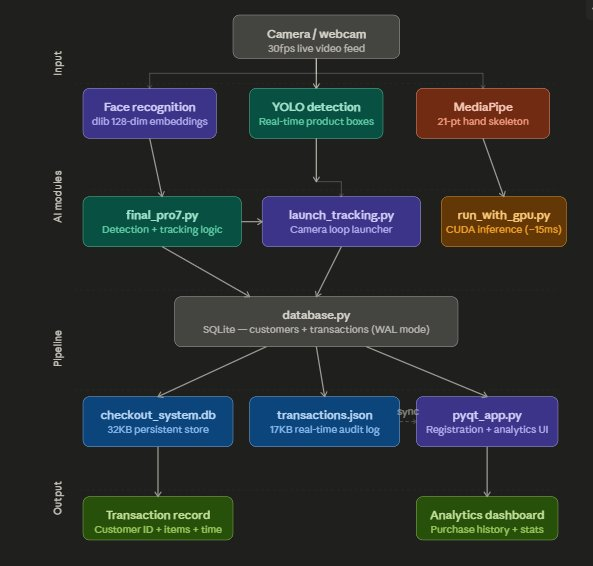 Camera / webcam
30fps live video feed
Input
Face recognition
dlib 128-dim embeddings
YOLO detection
Real-time product boxes
MediaPipe
21-pt hand skeleton
AI modules
final_pro7.py
Detection + tracking logic
launch_tracking.py
Camera loop launcher
run_with_gpu.py
CUDA inference (~15ms)
database.py
SQLite — customers + transactions (WAL mode)
Pipeline
checkout_system.db
32KB persistent store
transactions.json
17KB real-time audit log
sync
pyqt_app.py
Registration + analytics UI
Output
Transaction record
Customer ID + items + time
Analytics dashboard
Purchase history + stats